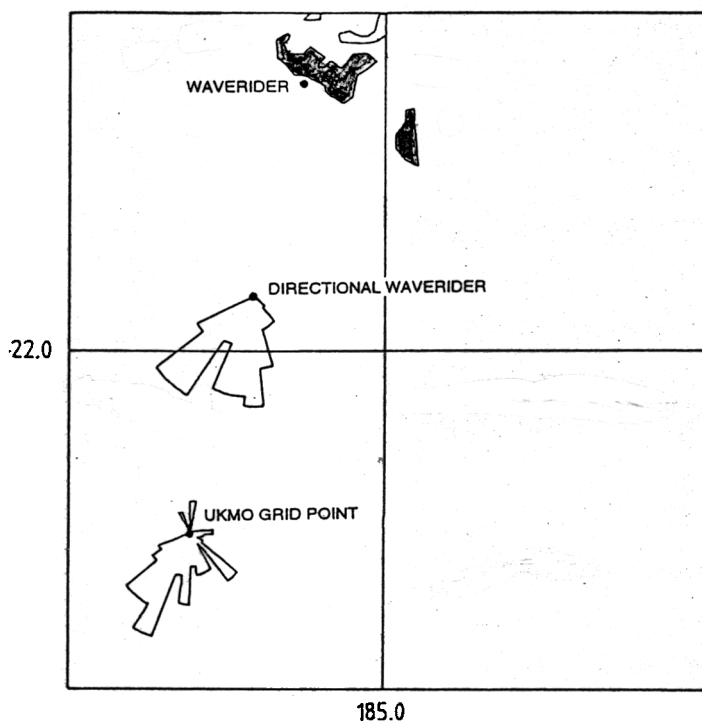 WAVERIDER
DIRECTIONAL WAVERIDER
-22.0
UKMO GRID POINT
185.0